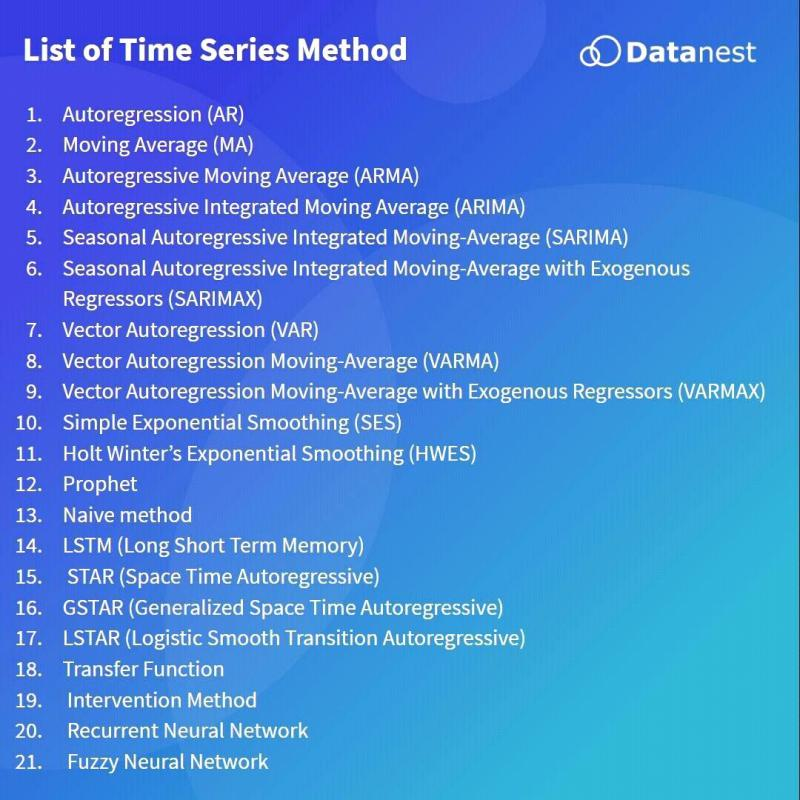 List of Time Series Method
Datanest
1. Autoregression (AR)
2. Moving Average (MA)
3. Autoregressive Moving Average (ARMA)
4. Autoregressive Integrated Moving Average (ARIMA)
5. Seasonal Autoregressive Integrated Moving-Average (SARIMA)
6. Seasonal Autoregressive Integrated Moving-Average with Exogenous
Regressors (SARIMAX)
7. Vector Autoregression (VAR)
8. Vector Autoregression Moving-Average (VARMA)
9. Vector Autoregression Moving-Average with Exogenous Regressors (VARMAX)
10. Simple Exponential Smoothing (SES)
11. Holt Winter’s Exponential Smoothing (HWES)
12. Prophet
13. Naive method
14. LSTM (Long Short Term Memory)
15. STAR (Space Time Autoregressive)
16. GSTAR (Generalized Space Time Autoregressive)
17. LSTAR (Logistic Smooth Transition Autoregressive)
18. Transfer Function
19. Intervention Method
20. Recurrent Neural Network
21. Fuzzy Neural Network